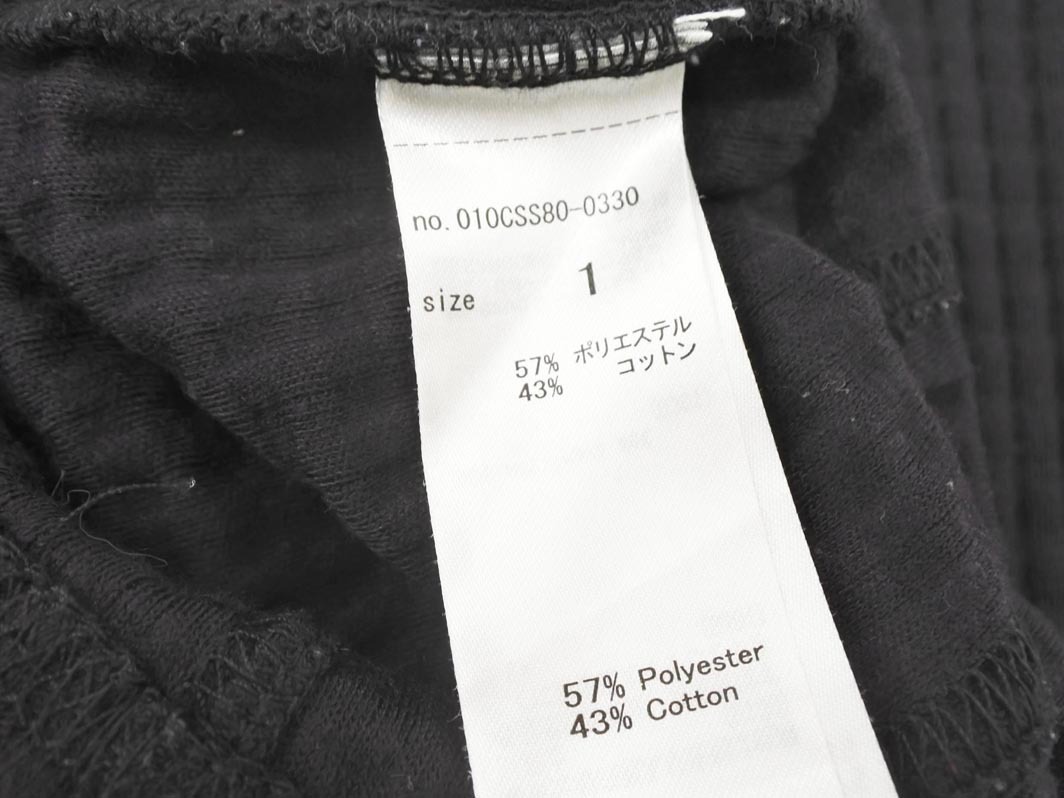 no.010CSS80-0330
size 1
57% ポリエステル
43% コットン
57% Polyester
43% Cotton